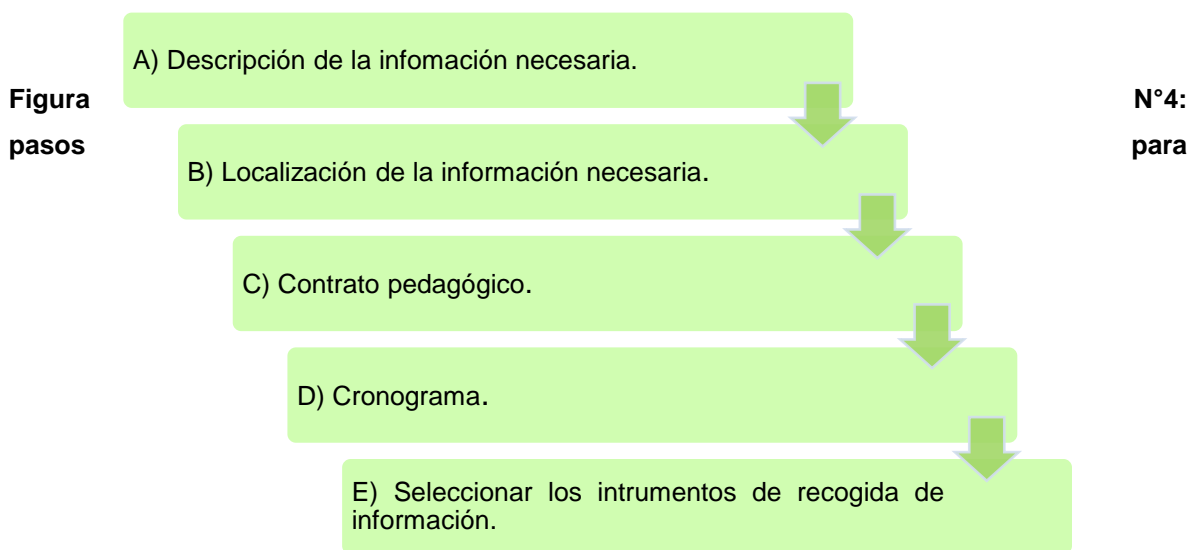 A) Descripción de la infomación necesaria.
Figura N°4:
pasos para
B) Localización de la información necesaria.
C) Contrato pedagógico.
D) Cronograma.
E) Seleccionar los intrumentos de recogida de
información.